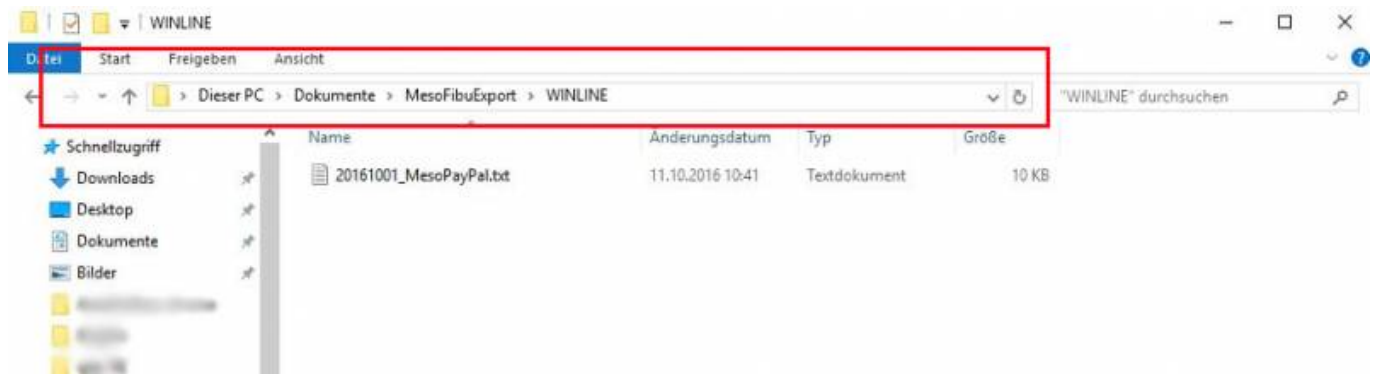 WINLINE
Datei Start Freigeben Ansicht
Dieser PC > Dokumente > MesoFibuExport > WINLINE "WINLINE" durchsuchen
Name Änderungsdatum Typ Größe
Schnellzugriff
Downloads 20161001_MesoPayPal.txt 11.10.2016 10:41 Textdokument 10 KB
Desktop
Dokumente
Bilder